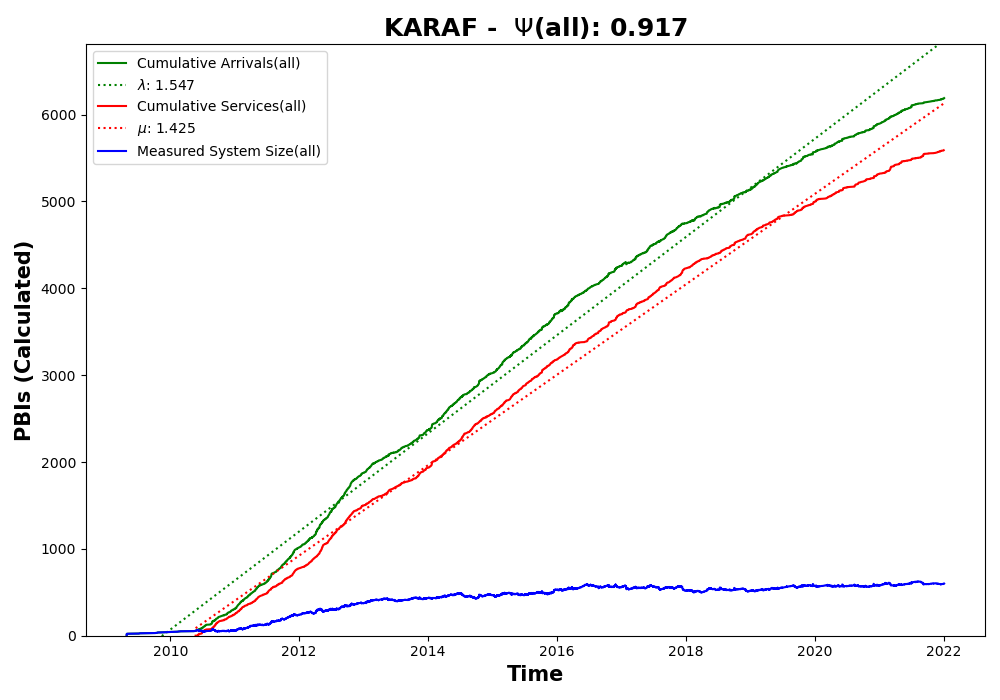 KARAF - Ψ(all): 0.917
Cumulative Arrivals(all)
λ: 1.547
Cumulative Services(all)
μ: 1.425
Measured System Size(all)
PBIs (Calculated)
6000
5000
4000
3000
2000
1000
0
2010 2012 2014 2016 2018 2020 2022
Time